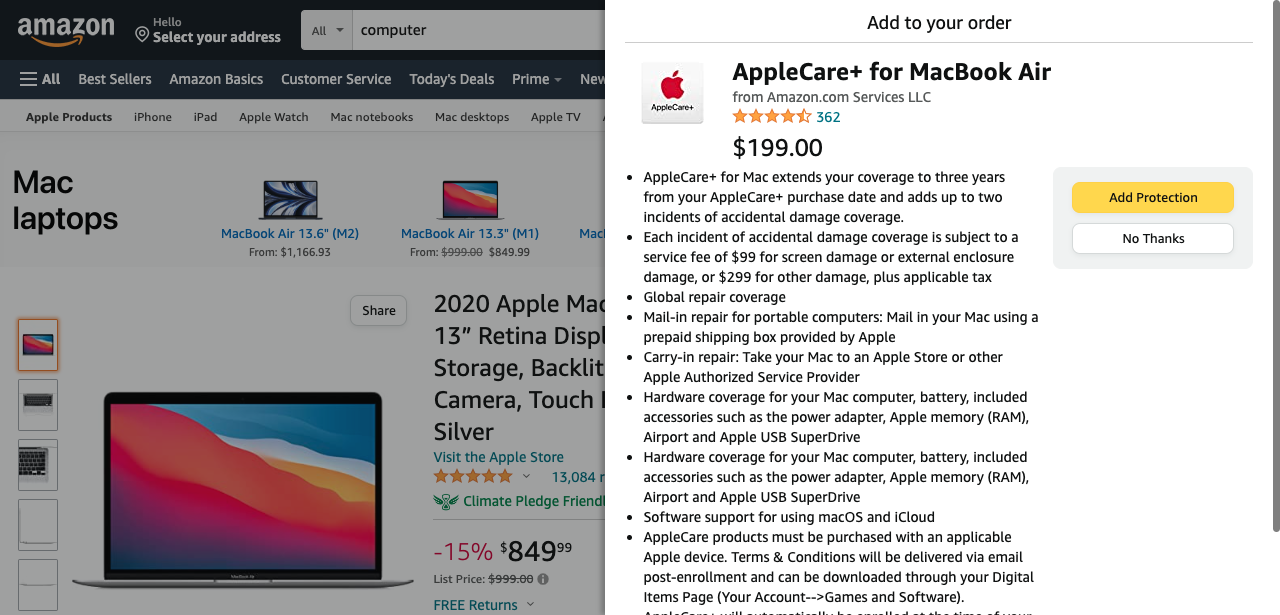 amazon
Hello
Select your address
All
computer
All
Best Sellers
Amazon Basics
Customer Service
Today's Deals
Prime
New
Apple Products
iPhone
iPad
Apple Watch
Mac notebooks
Mac desktops
Apple TV
Mac
laptops
MacBook Air 13.6" (M2)
From: $1,166.93
MacBook Air 13.3" (M1)
From: $999.00 $849.99
Share
2020 Apple Mac
13” Retina Displ
Storage, Backlit
Camera, Touch I
Silver
Visit the Apple Store
13,084 r
Climate Pledge Friendl
-15% $849 99
List Price: $999.00
FREE Returns
MacBook Air
Add to your order
AppleCare+
AppleCare+ for MacBook Air
from Amazon.com Services LLC
362
$199.00
• AppleCare+ for Mac extends your coverage to three years
from your AppleCare+ purchase date and adds up to two
incidents of accidental damage coverage.
• Each incident of accidental damage coverage is subject to a
service fee of $99 for screen damage or external enclosure
damage, or $299 for other damage, plus applicable tax
• Global repair coverage
• Mail-in repair for portable computers: Mail in your Mac using a
prepaid shipping box provided by Apple
• Carry-in repair: Take your Mac to an Apple Store or other
Apple Authorized Service Provider
• Hardware coverage for your Mac computer, battery, included
accessories such as the power adapter, Apple memory (RAM),
Airport and Apple USB SuperDrive
• Hardware coverage for your Mac computer, battery, included
accessories such as the power adapter, Apple memory (RAM),
Airport and Apple USB SuperDrive
• Software support for using macOS and iCloud
• AppleCare products must be purchased with an applicable
Apple device. Terms & Conditions will be delivered via email
post-enrollment and can be downloaded through your Digital
Items Page (Your Account-->Games and Software).
• AppleCare+ will automatically be enrolled at the time of your
Add Protection
No Thanks